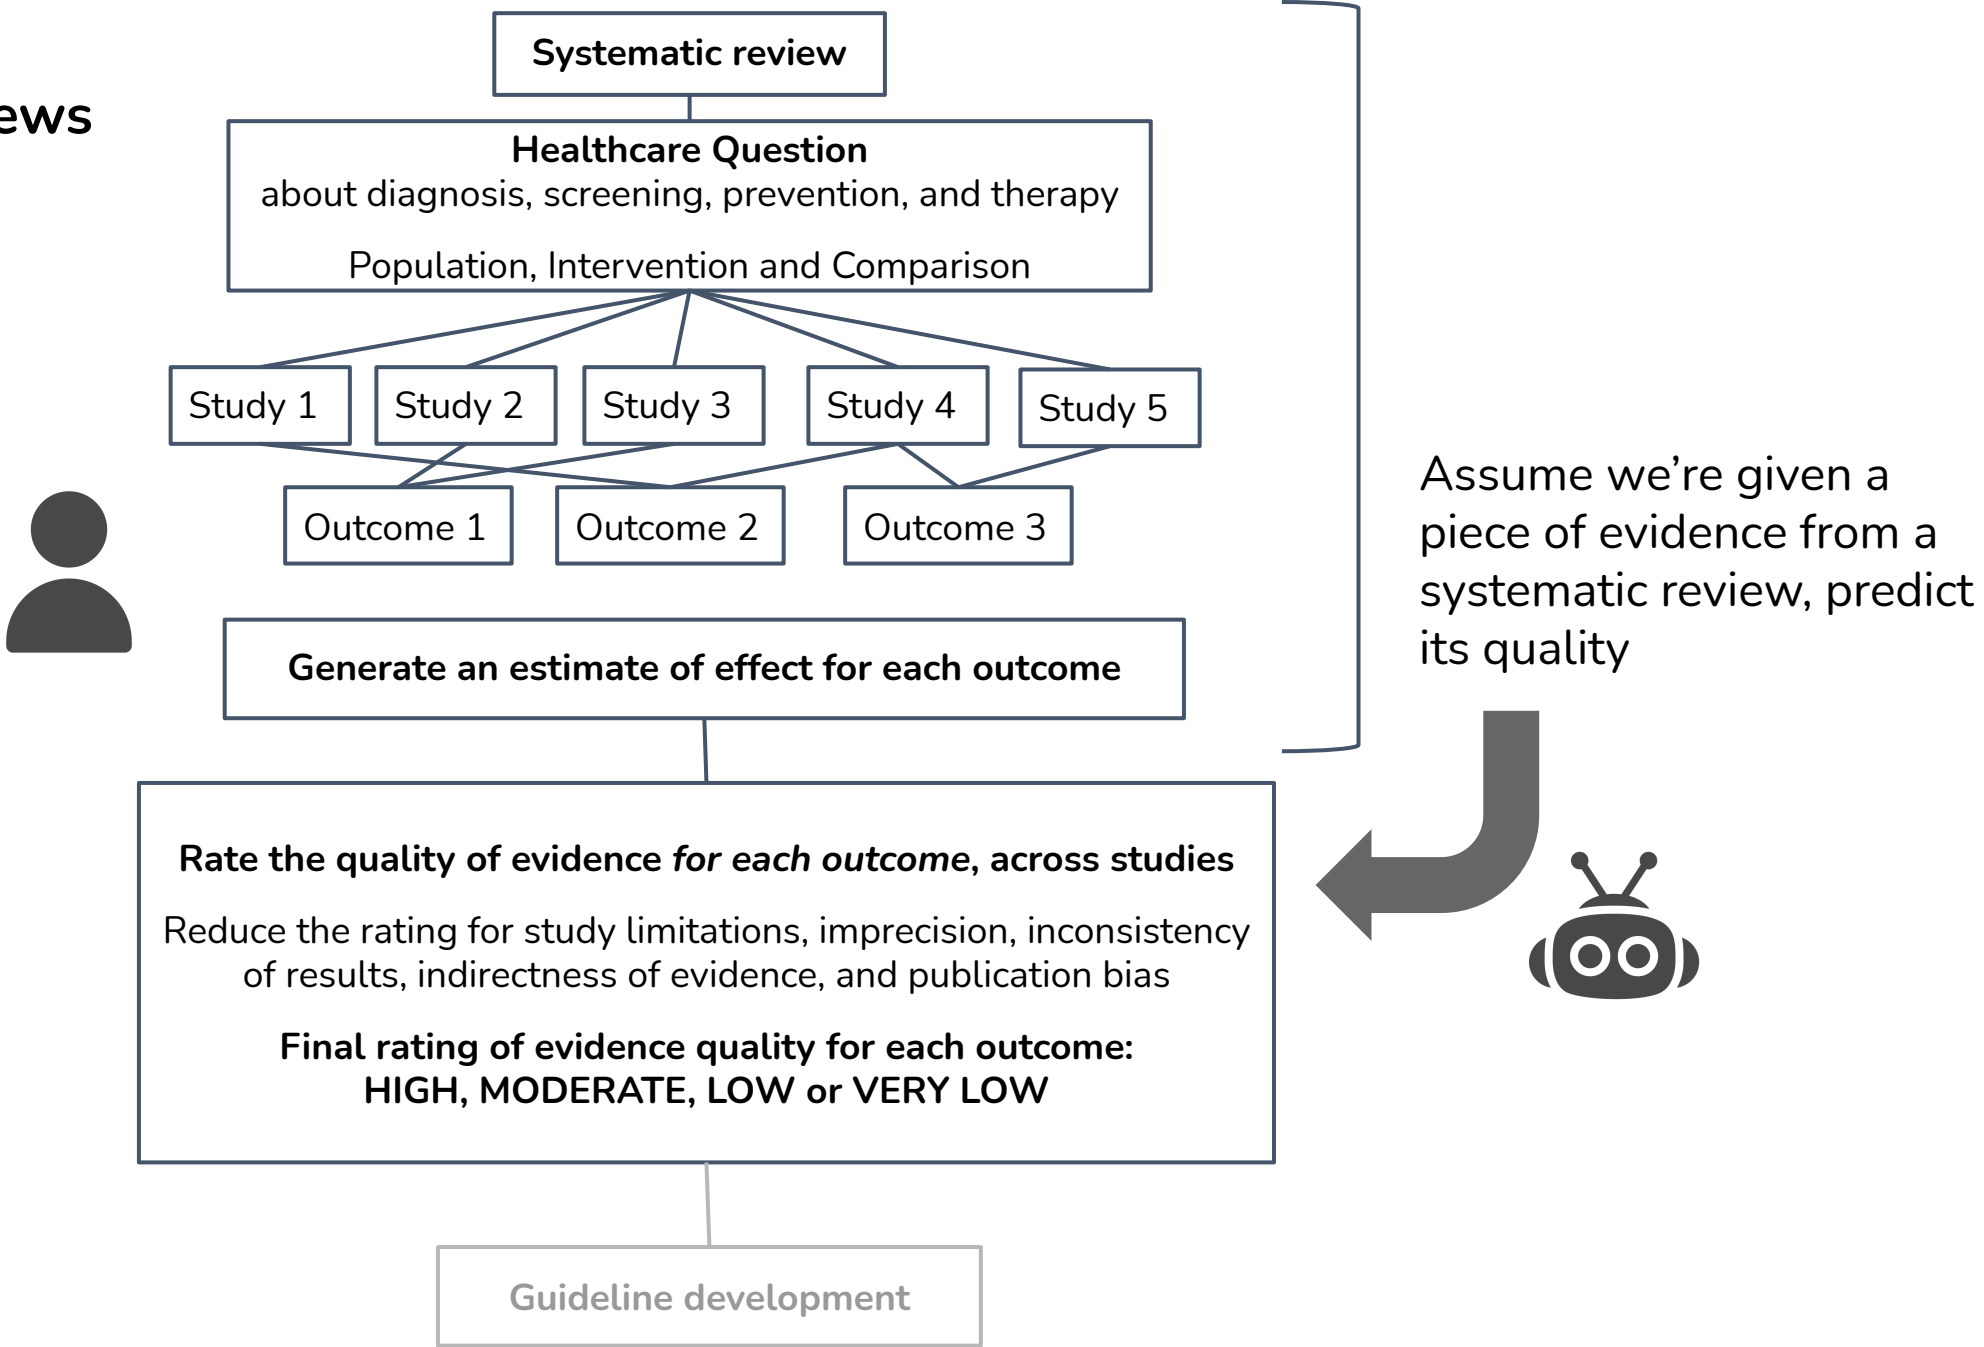 Systematic review
ews
Healthcare Question
about diagnosis, screening, prevention, and therapy
Population, Intervention and Comparison
Study 1
Study 2
Study 3
Study 4
Study 5
Outcome 1
Outcome 2
Outcome 3
Generate an estimate of effect for each outcome
Rate the quality of evidence for each outcome, across studies
Reduce the rating for study limitations, imprecision, inconsistency
of results, indirectness of evidence, and publication bias
Final rating of evidence quality for each outcome:
HIGH, MODERATE, LOW or VERY LOW
Guideline development
Assume we’re given a
piece of evidence from a
systematic review, predict
its quality